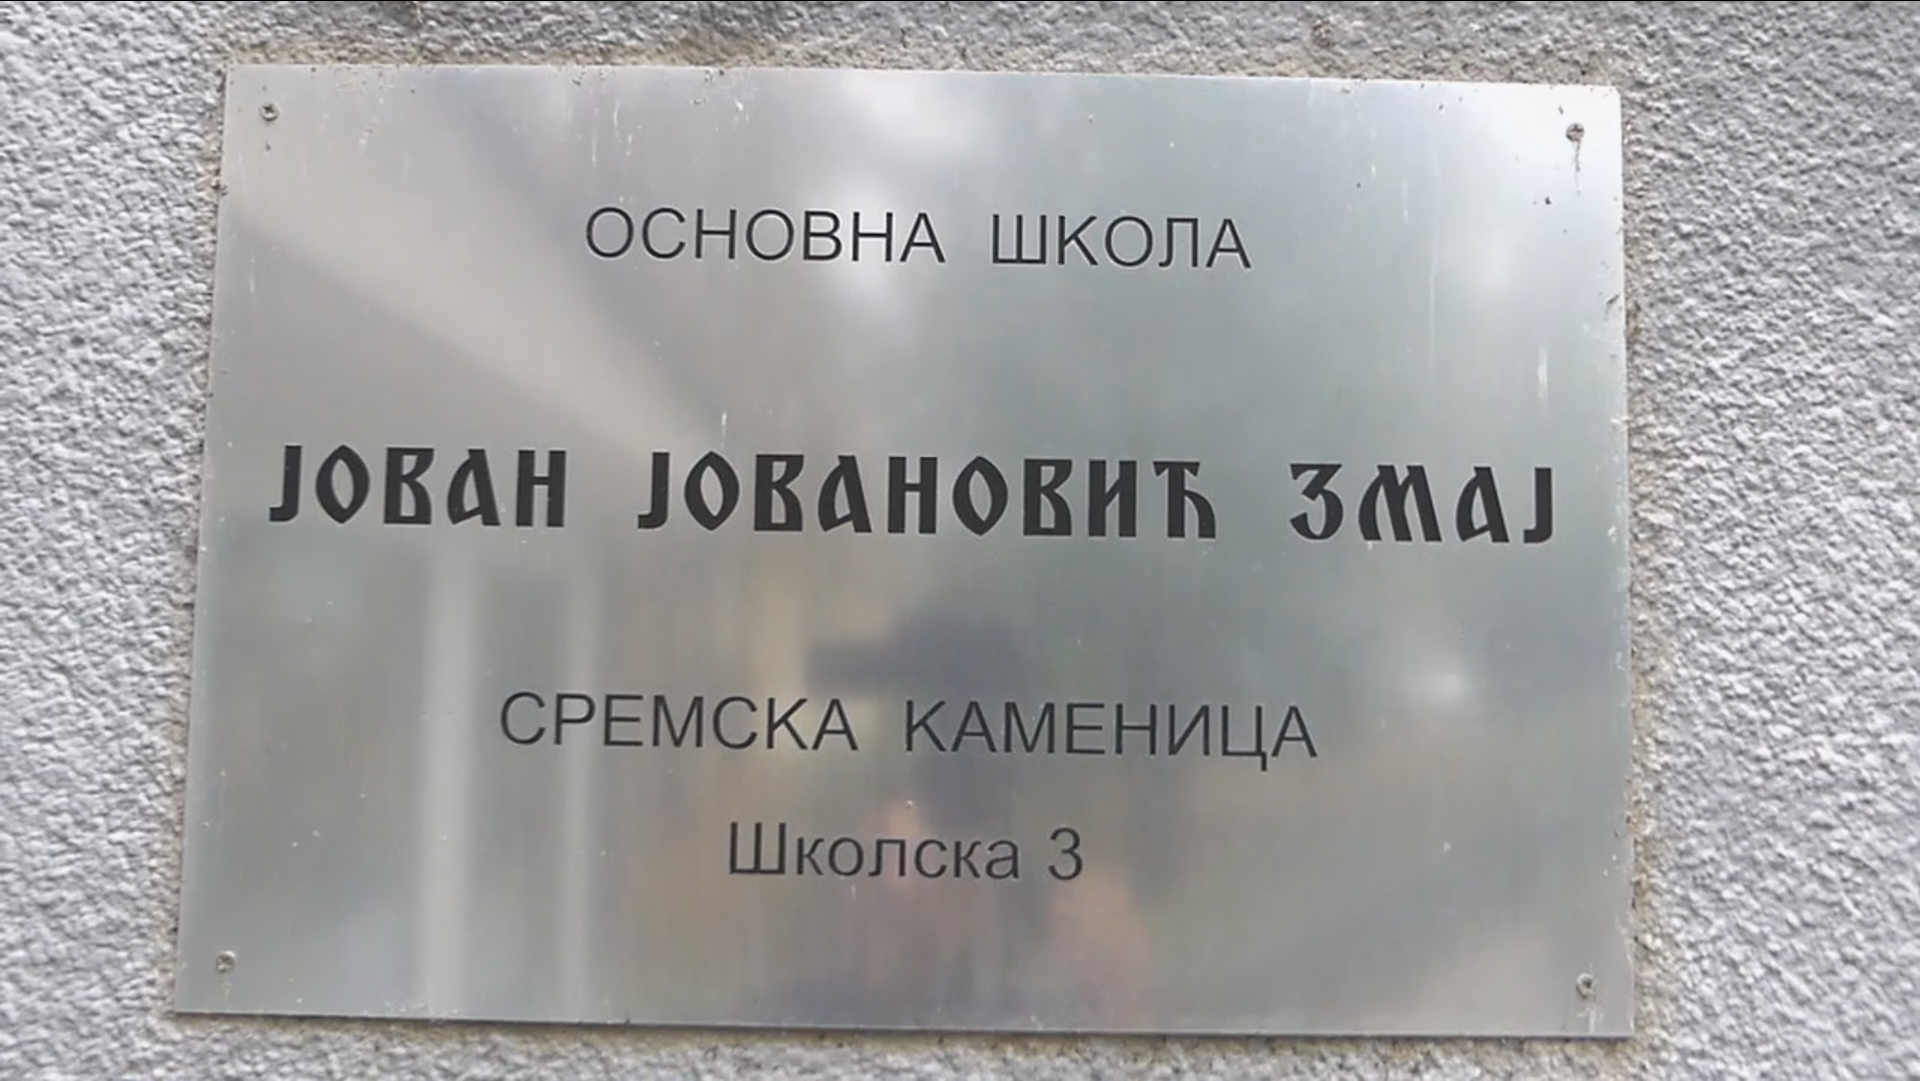 ОСНОВНА ШКОЛА
ЈОВАН ЈОВАНОВИЋ ЗМАЈ
СРЕМСКА КАМЕНИЦА
Школска 3